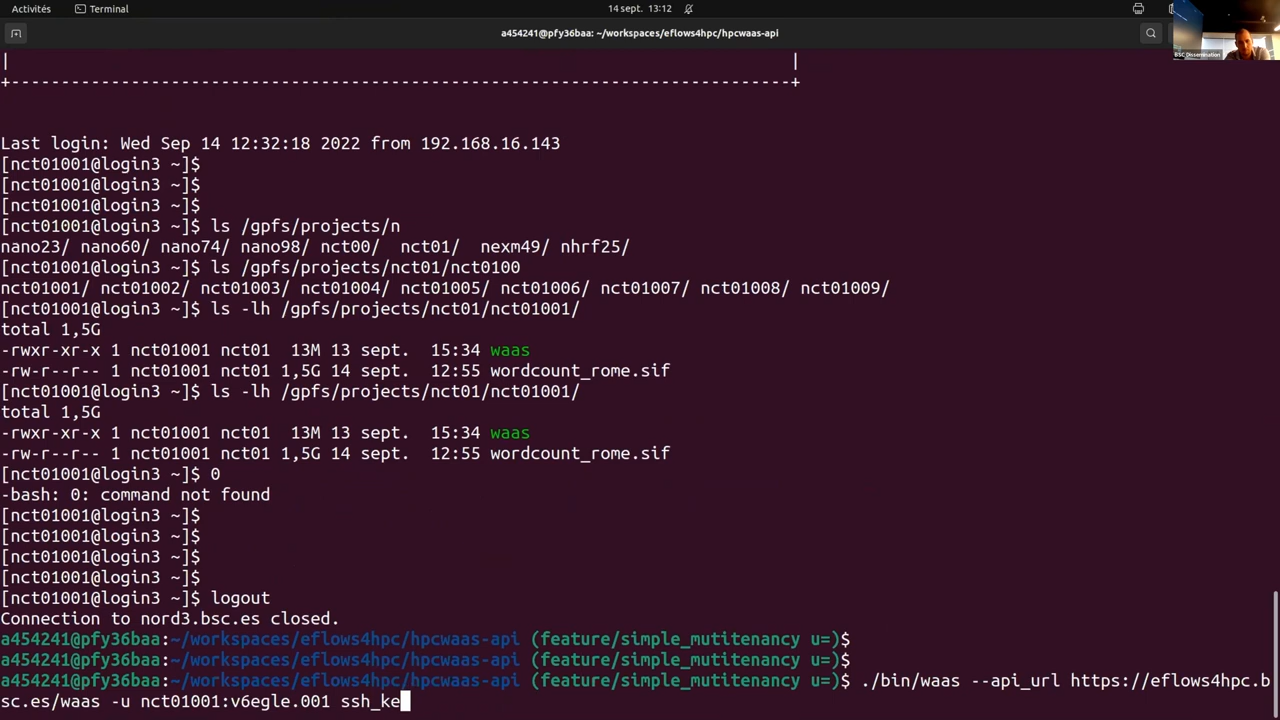 Activités Terminal 14 sept. 13:12
a454241@pfy36baa: ~/workspaces/eflows4hpc/hpcwaas-api
BSC Dissemination
| |
+-------------------------------------------------------------------------------+
Last login: Wed Sep 14 12:32:18 2022 from 192.168.16.143
[nct01001@login3 ~]$
[nct01001@login3 ~]$
[nct01001@login3 ~]$
[nct01001@login3 ~]$ ls /gpfs/projects/n
nano23/ nano60/ nano74/ nano98/ nct00/  nct01/  nexm49/ nhrf25/
[nct01001@login3 ~]$ ls /gpfs/projects/nct01/nct0100
nct01001/ nct01002/ nct01003/ nct01004/ nct01005/ nct01006/ nct01007/ nct01008/ nct01009/
[nct01001@login3 ~]$ ls -lh /gpfs/projects/nct01/nct01001/
total 1,5G
-rwxr-xr-x 1 nct01001 nct01  13M 13 sept.  15:34 waas
-rw-r--r-- 1 nct01001 nct01 1,5G 14 sept.  12:55 wordcount_rome.sif
[nct01001@login3 ~]$ ls -lh /gpfs/projects/nct01/nct01001/
total 1,5G
-rwxr-xr-x 1 nct01001 nct01  13M 13 sept.  15:34 waas
-rw-r--r-- 1 nct01001 nct01 1,5G 14 sept.  12:55 wordcount_rome.sif
[nct01001@login3 ~]$ 0
-bash: 0: command not found
[nct01001@login3 ~]$
[nct01001@login3 ~]$
[nct01001@login3 ~]$
[nct01001@login3 ~]$
[nct01001@login3 ~]$ logout
Connection to nord3.bsc.es closed.
a454241@pfy36baa:~/workspaces/eflows4hpc/hpcwaas-api (feature/simple_mutitenancy u=)$
a454241@pfy36baa:~/workspaces/eflows4hpc/hpcwaas-api (feature/simple_mutitenancy u=)$
a454241@pfy36baa:~/workspaces/eflows4hpc/hpcwaas-api (feature/simple_mutitenancy u=)$ ./bin/waas --api_url https://eflows4hpc.b
sc.es/waas -u nct01001:v6egle.001 ssh_ke